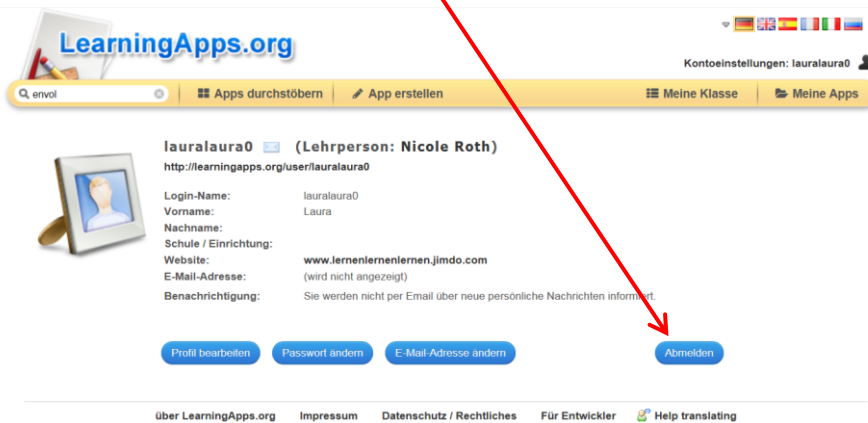 LearningApps.org
Kontoeinstellungen: lauralaura0
envol
Apps durchstöbern
App erstellen
Meine Klasse
Meine Apps
lauralaura0 (Lehrperson: Nicole Roth)
http://learningapps.org/user/lauralaura0
Login-Name: lauralaura0
Vorname: Laura
Nachname:
Schule / Einrichtung:
Website: www.lernenlernenlernen.jimdo.com
E-Mail-Adresse: (wird nicht angezeigt)
Benachrichtigung: Sie werden nicht per Email über neue persönliche Nachrichten informiert.
Profil bearbeiten
Passwort ändern
E-Mail-Adresse ändern
Abmelden
über LearningApps.org
Impressum
Datenschutz / Rechtliches
Für Entwickler
Help translating